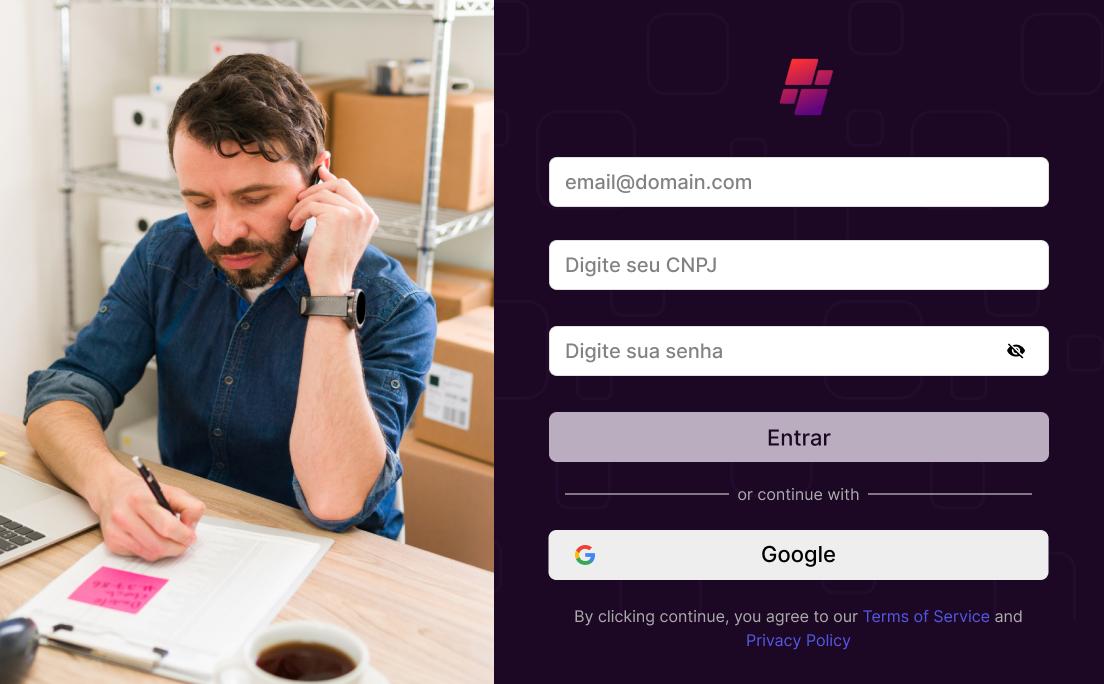 email@domain.com
Digite seu CNPJ
Digite sua senha
Entrar
or continue with
Google
By clicking continue, you agree to our Terms of Service and
Privacy Policy